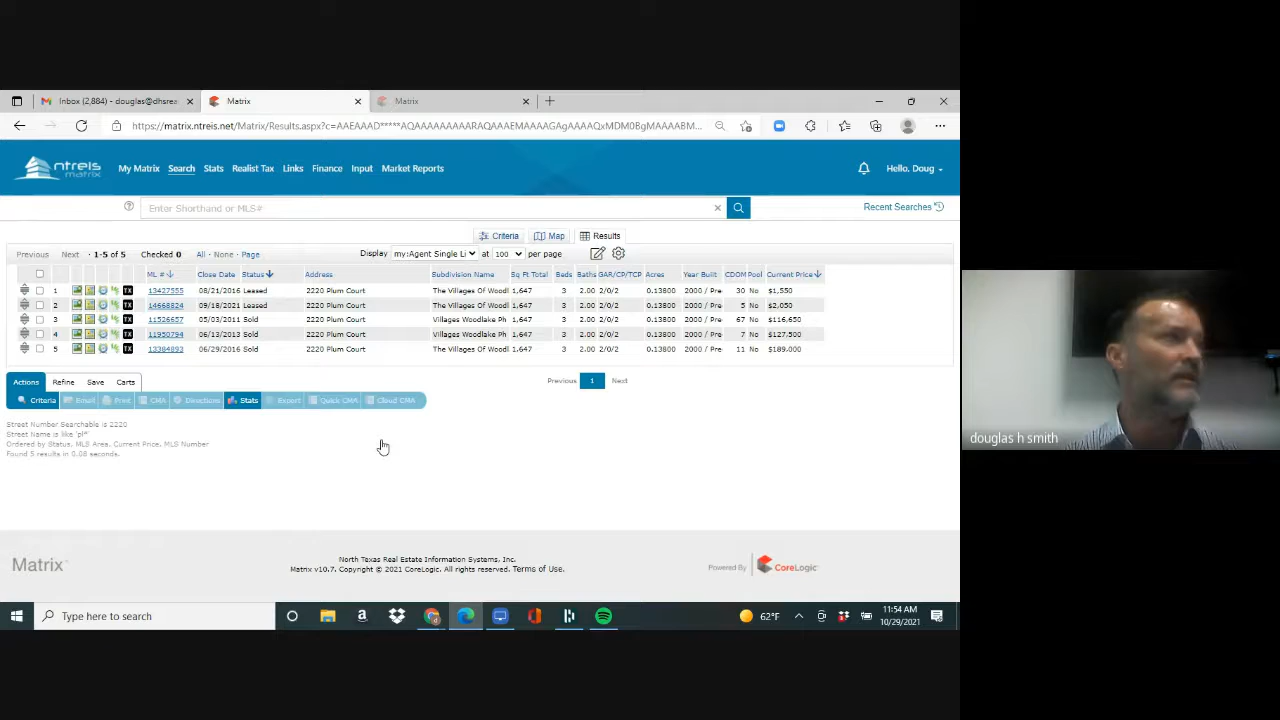 Inbox (2,884) - douglas@dhsrea
Matrix
Matrix
https://matrix.ntreis.net/Matrix/Results.aspx?c=AAEAAAD*****AQAAAAAAAAARAQAAAEMAAAAGAgAAAAQxMDM0BgMAAAABM...
ntreis matrix
My Matrix Search Stats Realist Tax Links Finance Input Market Reports
Hello, Doug
Enter Shorthand or MLS#
Recent Searches
Criteria Map Results
Previous Next · 1-5 of 5 Checked 0 All · None · Page Display my:Agent Single Li at 100 per page
ML # Close Date Status Address Subdivision Name Sq Ft Total Beds Baths GAR/CP/TCP Acres Year Built CDOM Pool Current Price
1 13427555 08/21/2016 Leased 2220 Plum Court The Villages Of Woodl 1,647 3 2.00 2/0/2 0.13800 2000 / Pre 30 No $1,550
2 14668824 09/18/2021 Leased 2220 Plum Court The Villages Of Woodl 1,647 3 2.00 2/0/2 0.13800 2000 / Pre 5 No $2,050
3 11526657 05/03/2011 Sold 2220 Plum Court Villages Woodlake Ph 1,647 3 2.00 2/0/2 0.13800 2000 / Pre 67 No $116,650
4 11950794 06/13/2013 Sold 2220 Plum Court Villages Woodlake Ph 1,647 3 2.00 2/0/2 0.13800 2000 / Pre 7 No $127,500
5 13384893 06/29/2016 Sold 2220 Plum Court The Villages Of Woodl 1,647 3 2.00 2/0/2 0.13800 2000 / Pre 11 No $189,000
Actions Refine Save Carts
Previous 1 Next
Criteria Email Print CMA Directions Stats Export Quick CMA Cloud CMA
Street Number Searchable is 2220
Street Name is like 'pl*'
Ordered by Status, MLS Area, Current Price, MLS Number
Found 5 results in 0.08 seconds.
douglas h smith
Matrix
North Texas Real Estate Information Systems, Inc.
Matrix v10.7. Copyright © 2021 CoreLogic. All rights reserved. Terms of Use.
Powered By CoreLogic
Type here to search
62°F
11:54 AM
10/29/2021